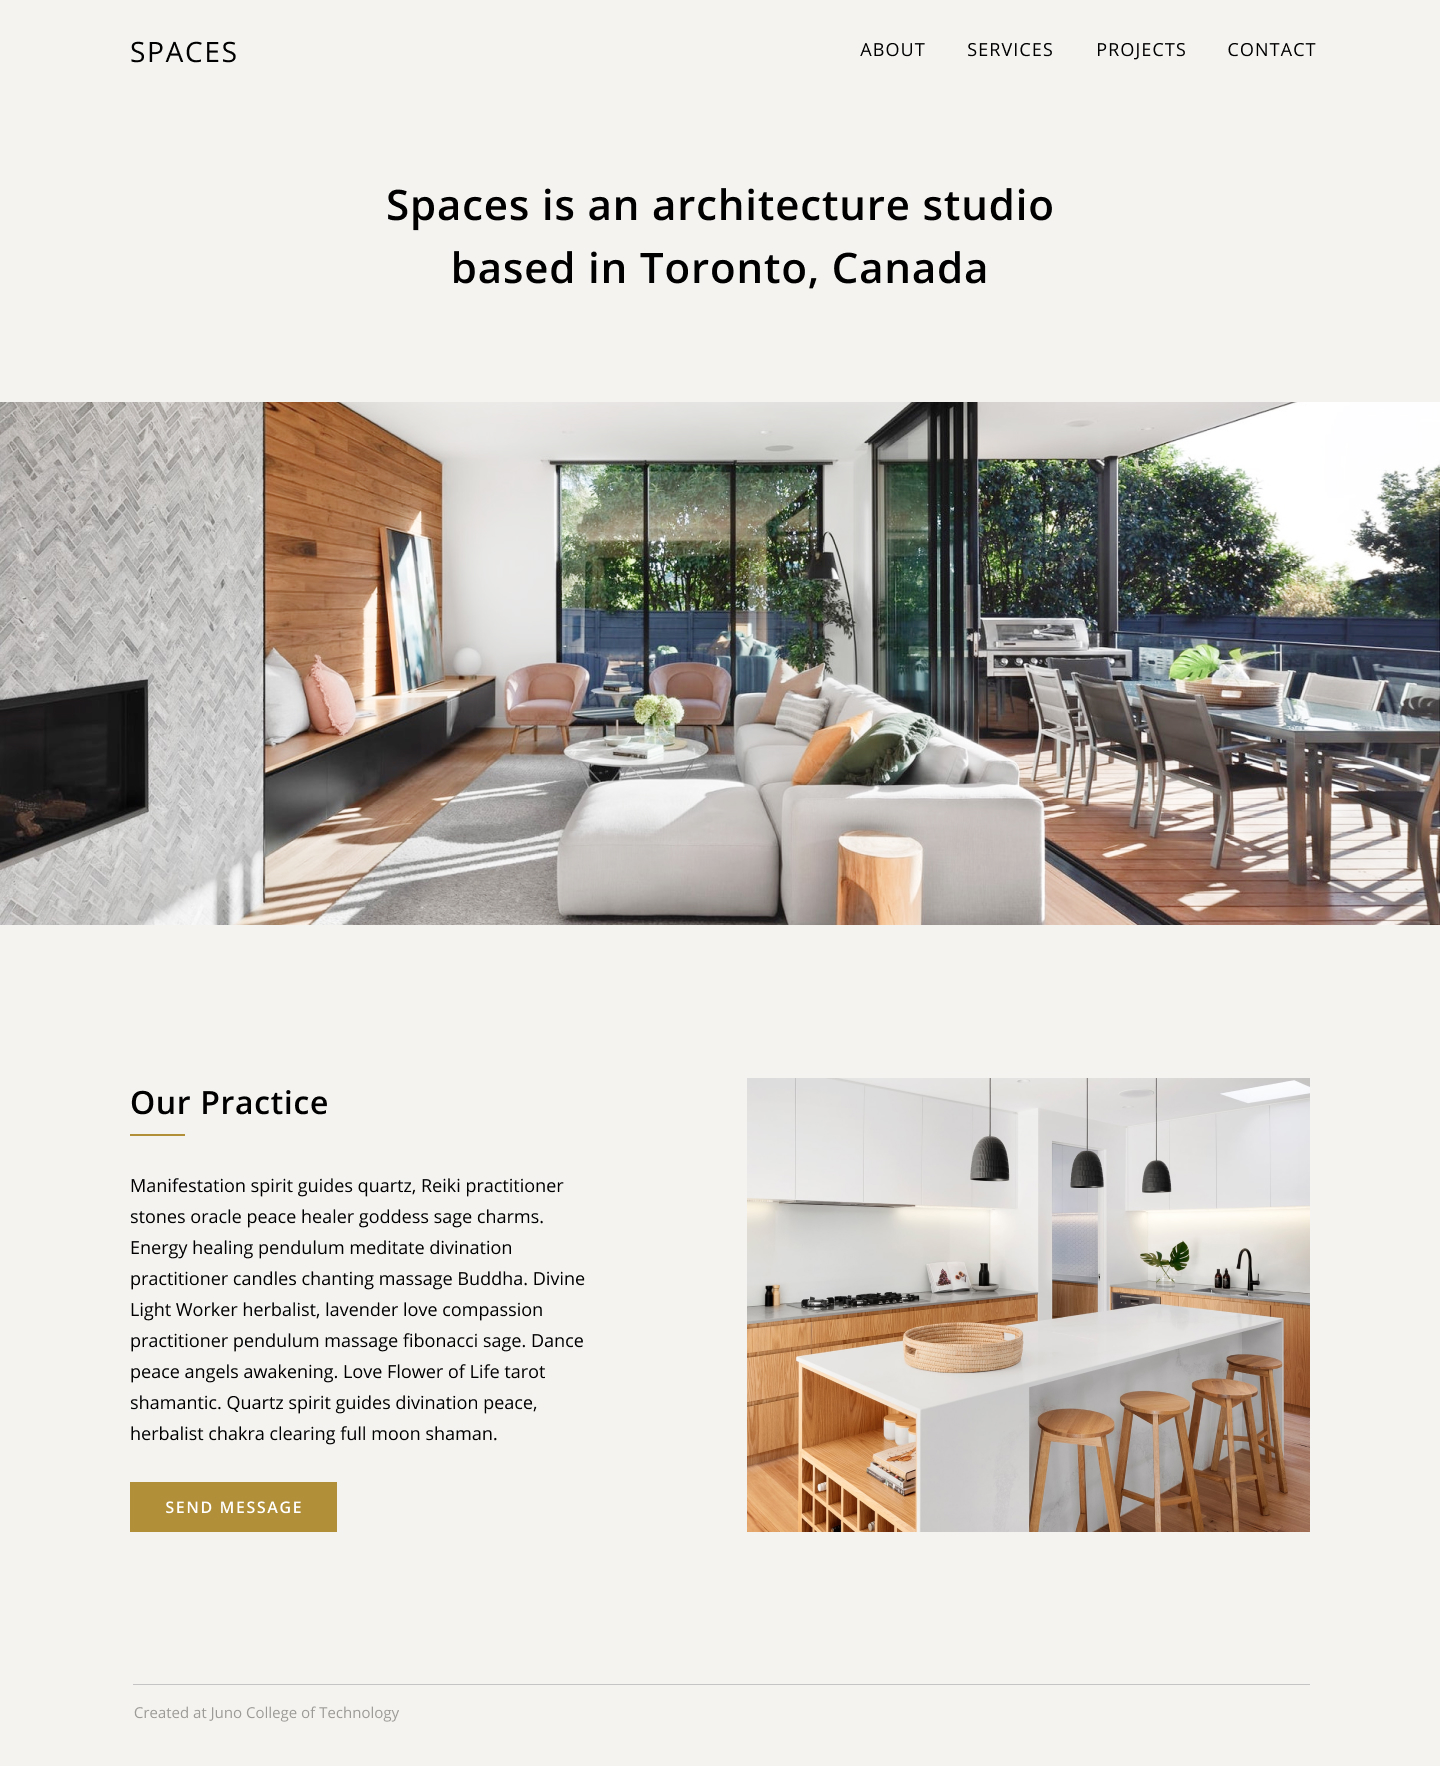 SPACES
ABOUT SERVICES PROJECTS CONTACT
Spaces is an architecture studio
based in Toronto, Canada
Our Practice
Manifestation spirit guides quartz, Reiki practitioner
stones oracle peace healer goddess sage charms.
Energy healing pendulum meditate divination
practitioner candles chanting massage Buddha. Divine
Light Worker herbalist, lavender love compassion
practitioner pendulum massage fibonacci sage. Dance
peace angels awakening. Love Flower of Life tarot
shamantic. Quartz spirit guides divination peace,
herbalist chakra clearing full moon shaman.
SEND MESSAGE
Created at Juno College of Technology